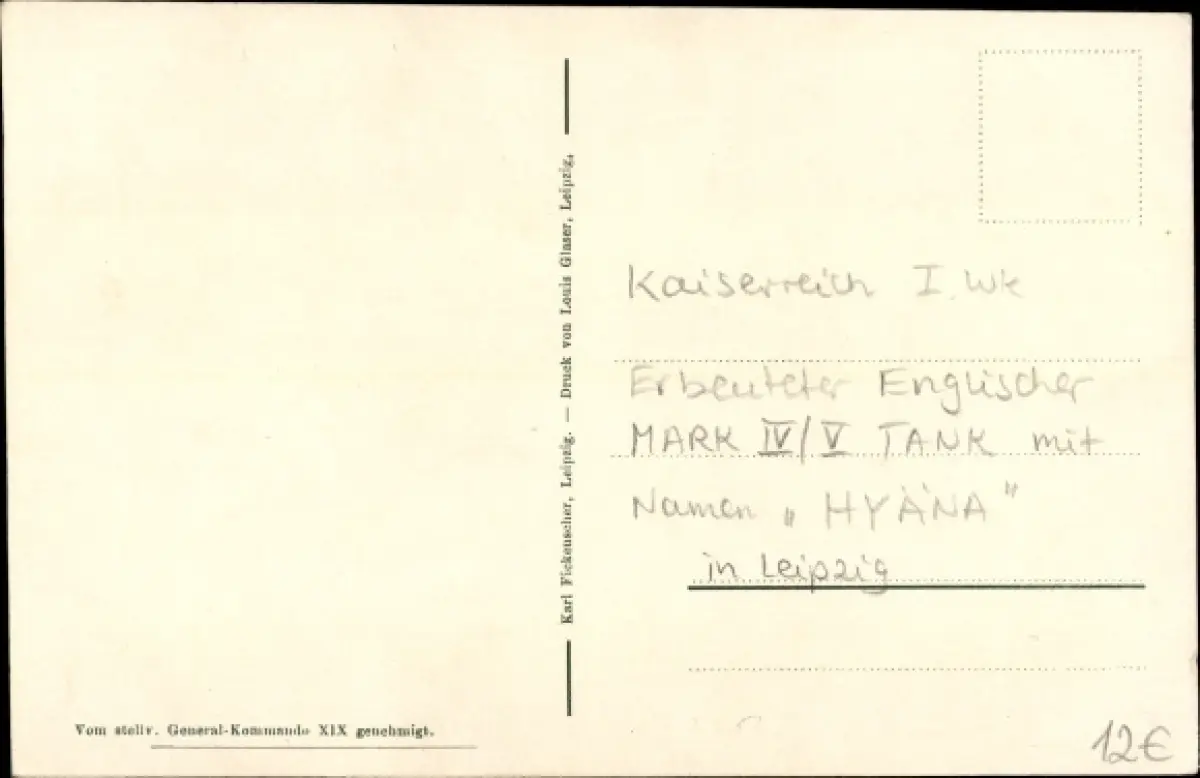 Karl Fickenscher, Leipzig. — Druck von Louis Glaser, Leipzig.
Kaiserreich I. WK
Erbeuteter Englischer
MARK IV/V TANK mit
Namen „HYÄNA"
in Leipzig
Vom stellv. General-Kommando XIX genehmigt.
12€